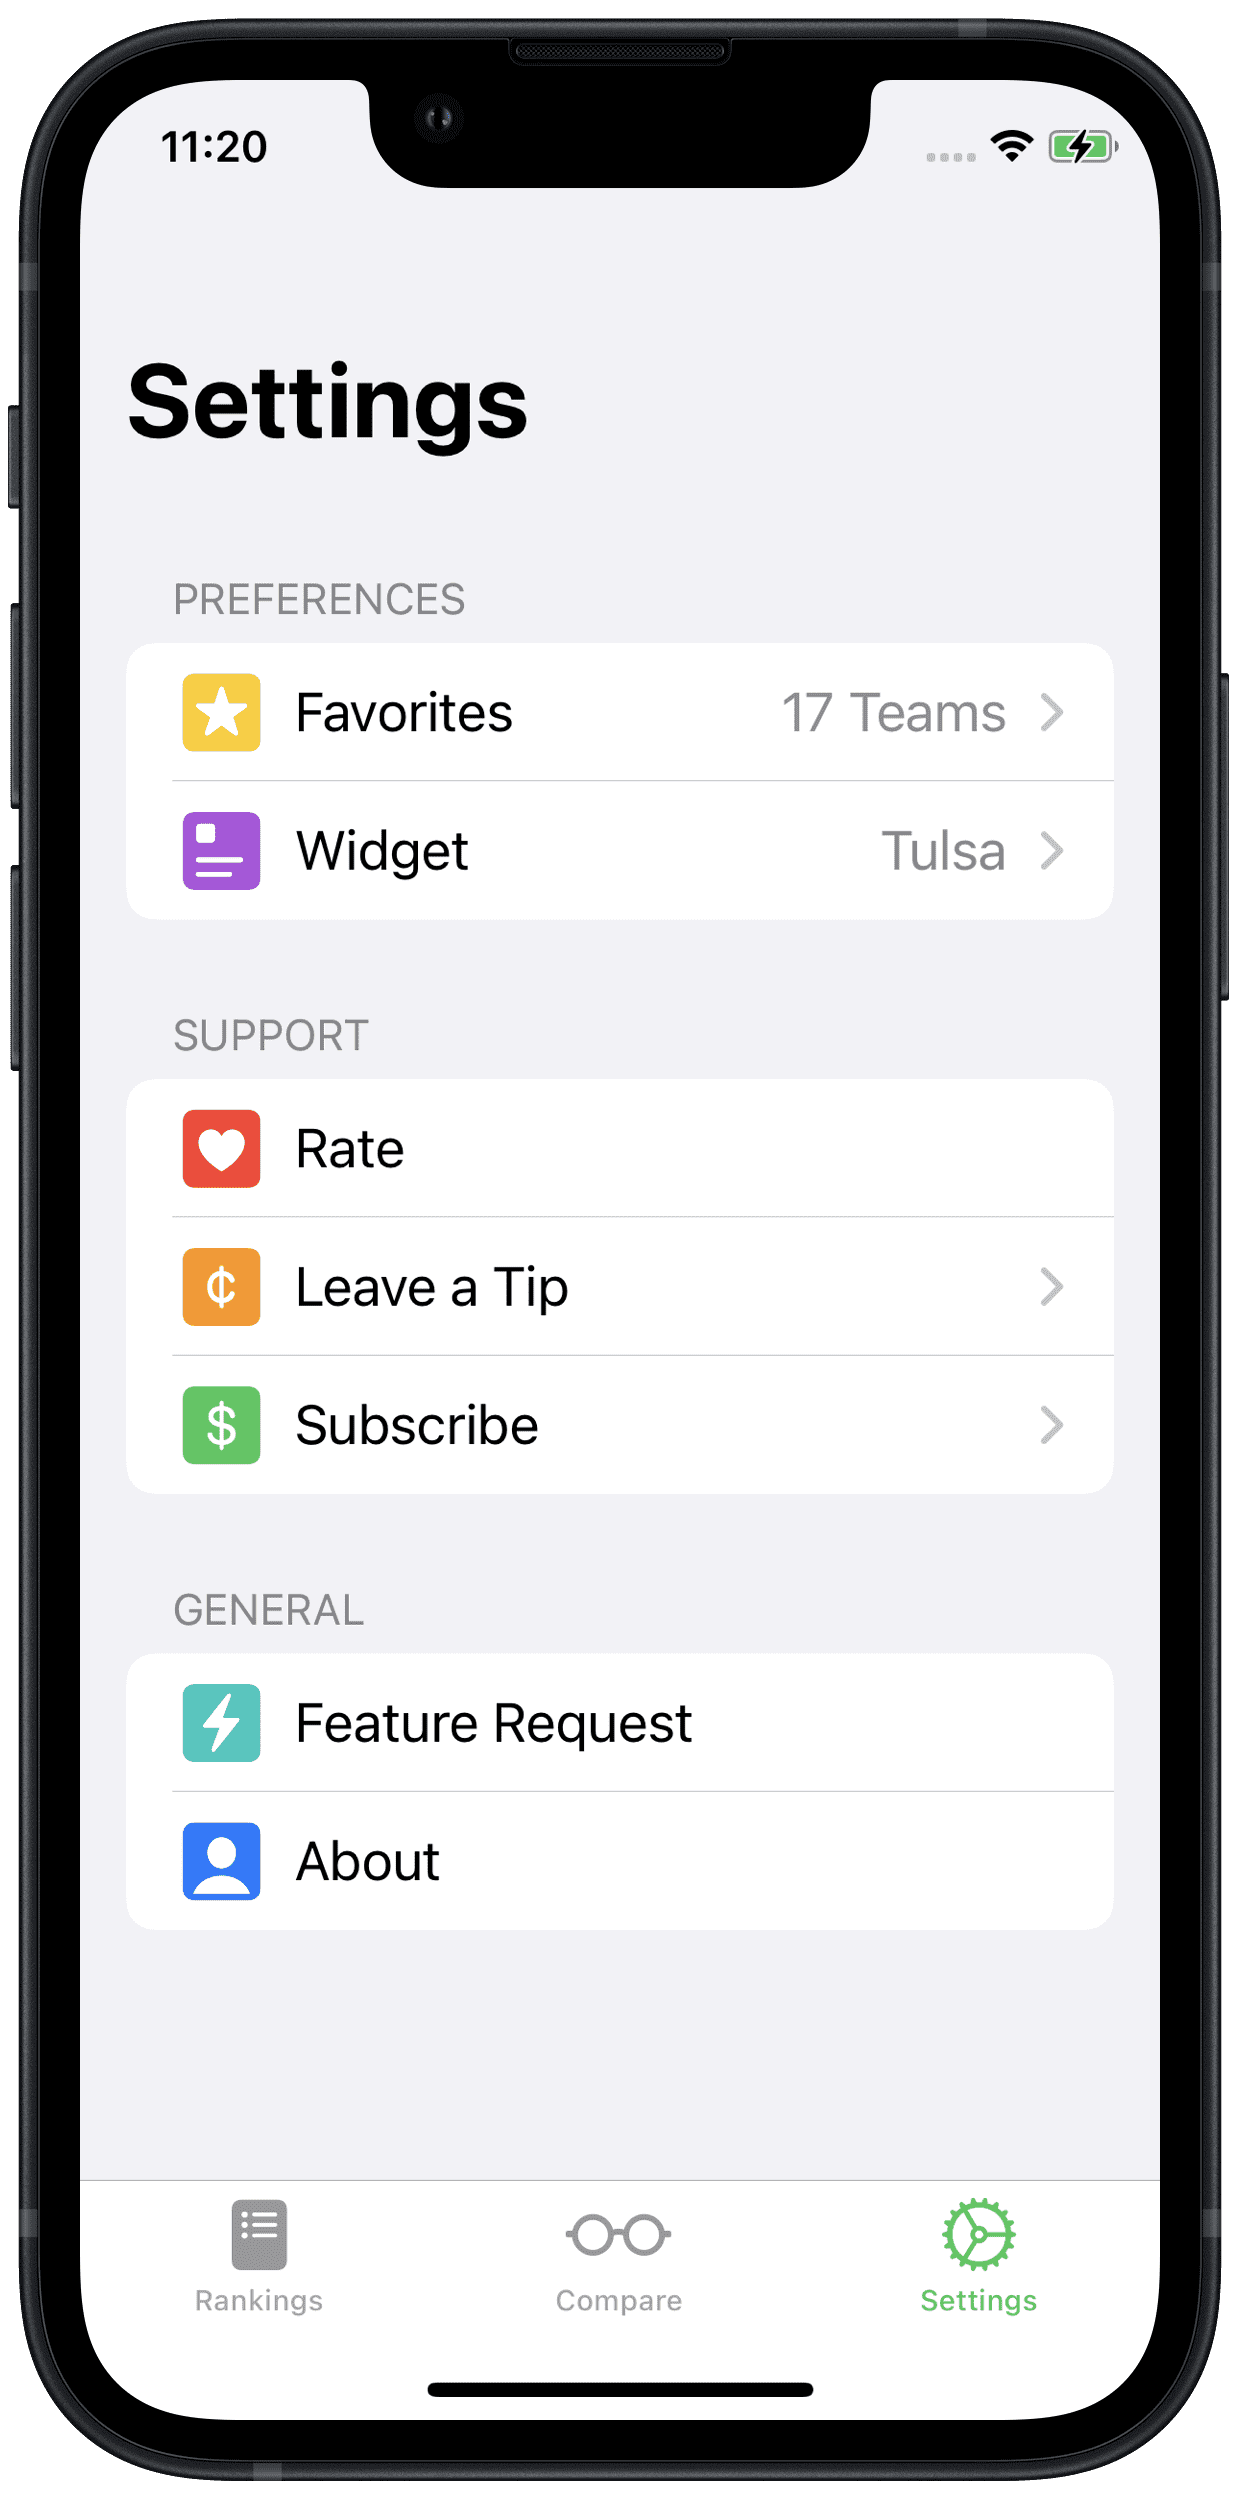 11:20
Settings
PREFERENCES
Favorites 17 Teams
Widget Tulsa
SUPPORT
Rate
¢ Leave a Tip
$ Subscribe
GENERAL
Feature Request
About
Rankings Compare Settings